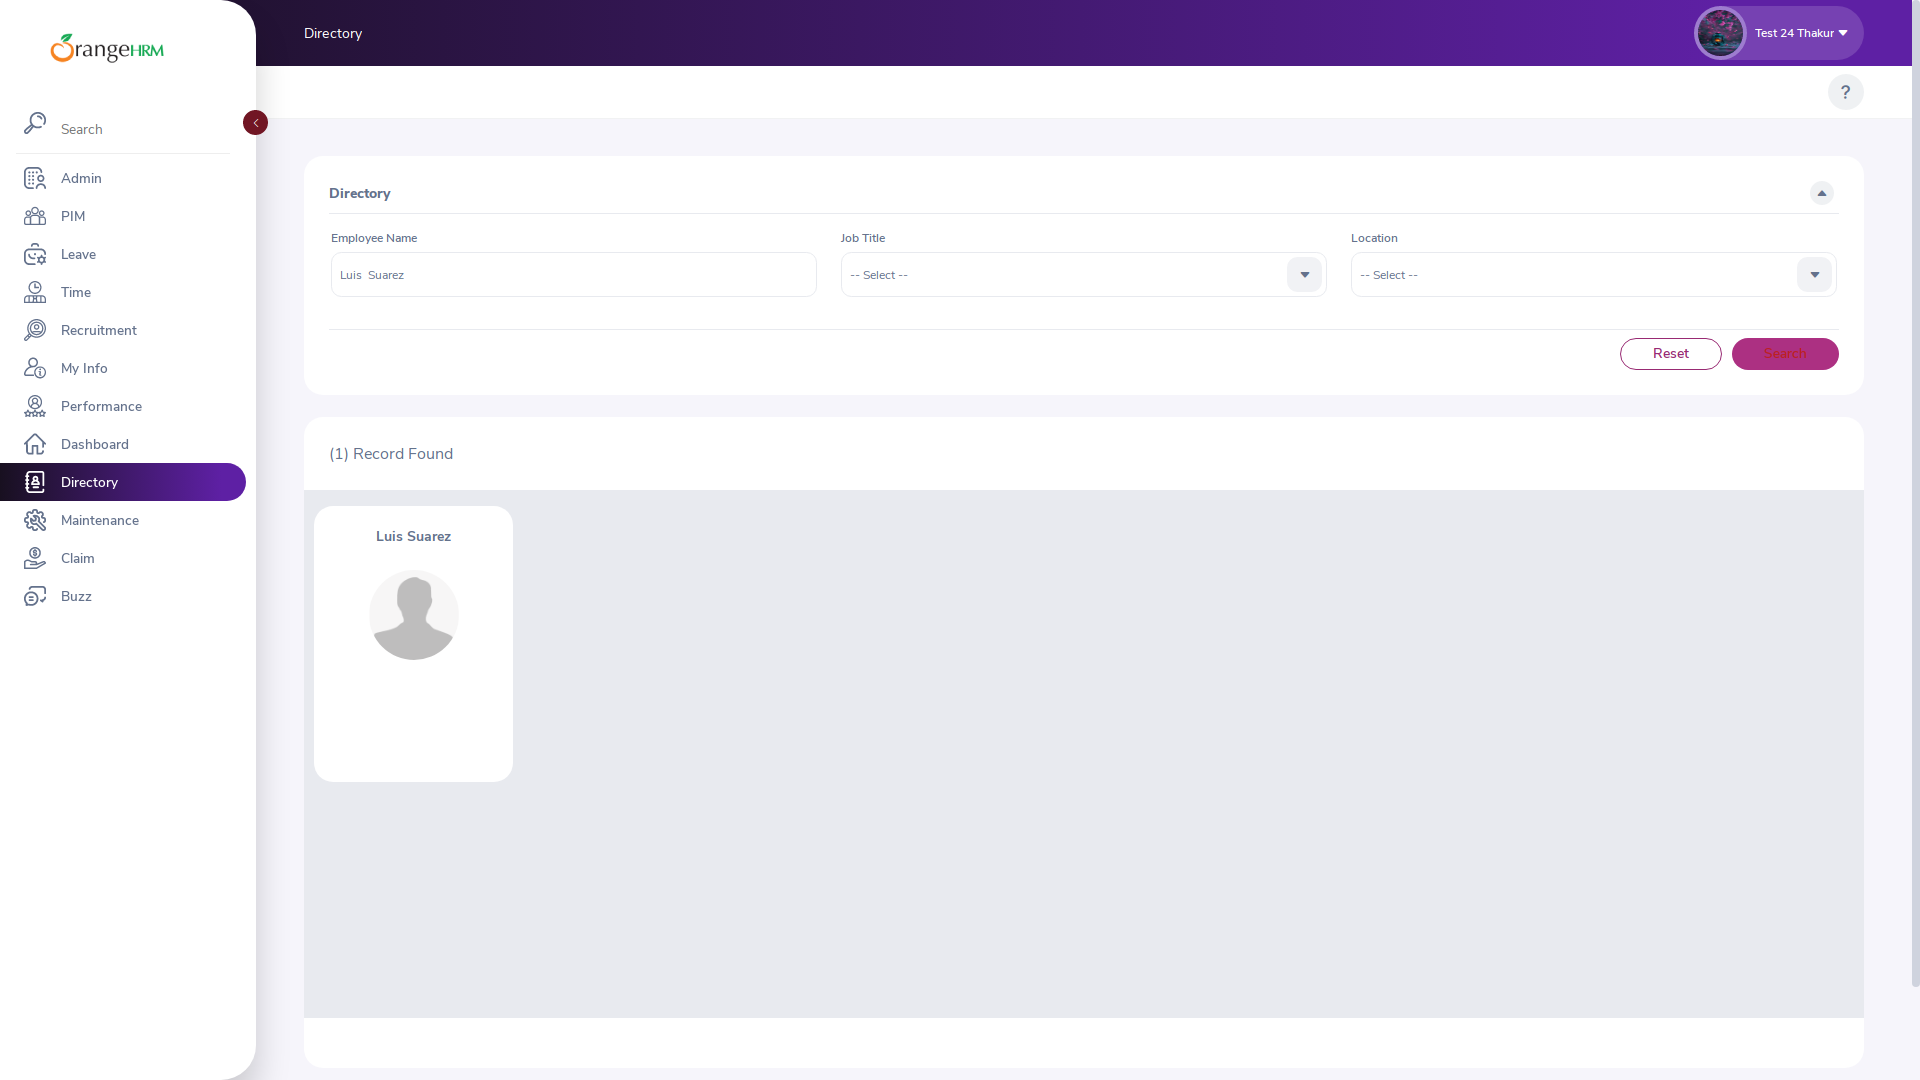 OrangeHRM
Search
Admin
PIM
Leave
Time
Recruitment
My Info
Performance
Dashboard
Directory
Maintenance
Claim
Buzz
Directory
Test 24 Thakur
?
Directory
Employee Name
Job Title
Location
Luis  Suarez
-- Select --
-- Select --
Reset
Search
(1) Record Found
Luis Suarez